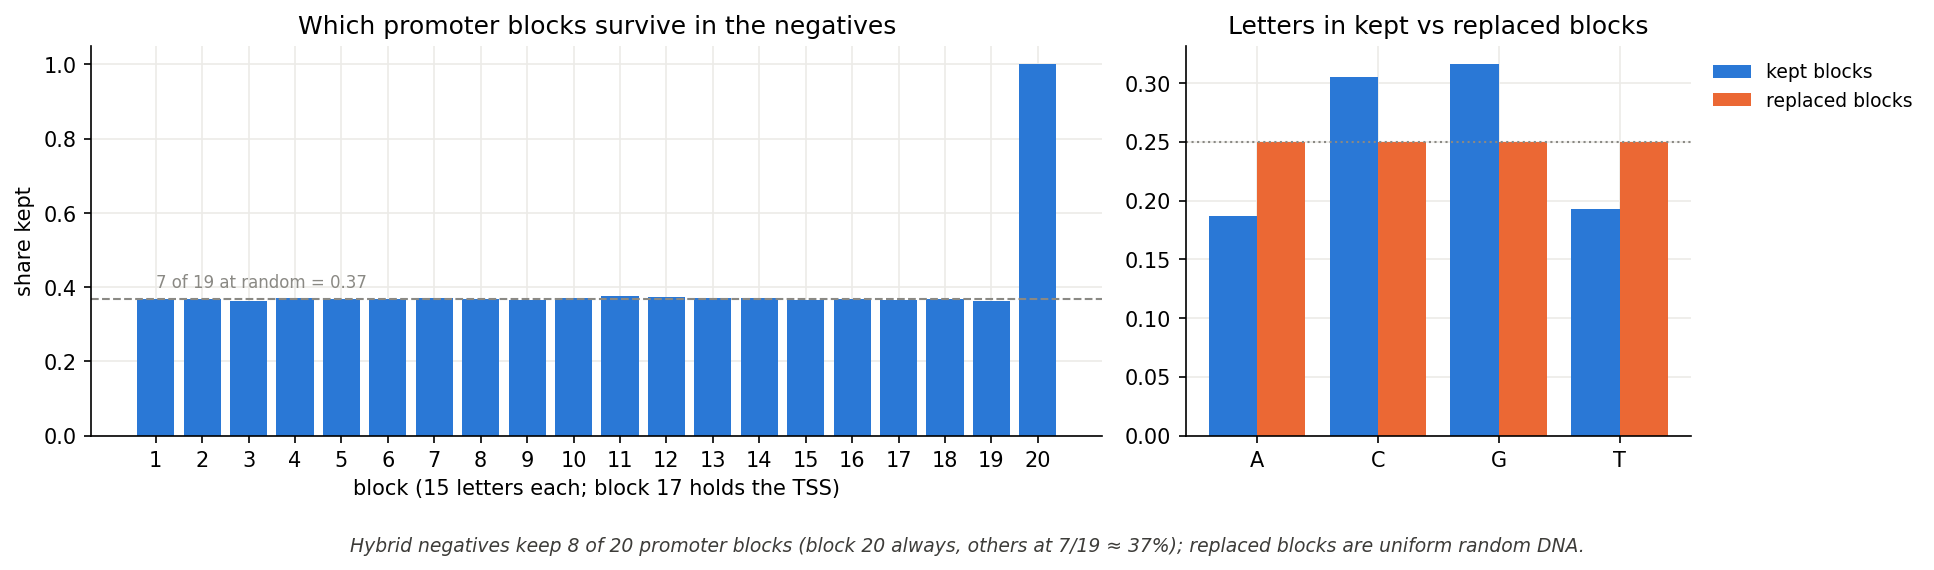 Which promoter blocks survive in the negatives
share kept
1.0
0.8
0.6
0.4
0.2
0.0
7 of 19 at random = 0.37
1 2 3 4 5 6 7 8 9 10 11 12 13 14 15 16 17 18 19 20
block (15 letters each; block 17 holds the TSS)
Letters in kept vs replaced blocks
0.30
0.25
0.20
0.15
0.10
0.05
0.00
A C G T
kept blocks
replaced blocks
Hybrid negatives keep 8 of 20 promoter blocks (block 20 always, others at 7/19 ≈ 37%); replaced blocks are uniform random DNA.